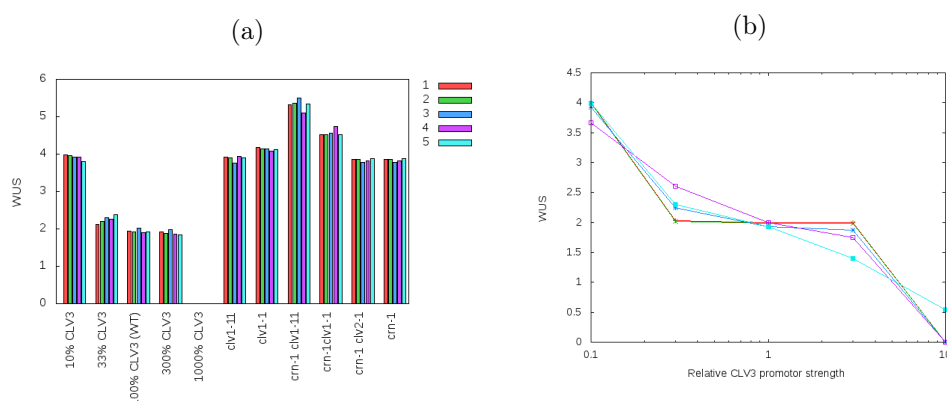 (a)
(b)
WUS
6
5
4
3
2
1
0
1
2
3
4
5
10% CLV3
33% CLV3
00% CLV3 (WT)
300% CLV3
1000% CLV3
clv1-11
clv1-1
crn-1 clv1-11
crn-1clv1-1
crn-1 clv2-1
crn-1
WUS
4.5
4
3.5
3
2.5
2
1.5
1
0.5
0
0.1
1
10
Relative CLV3 promotor strength